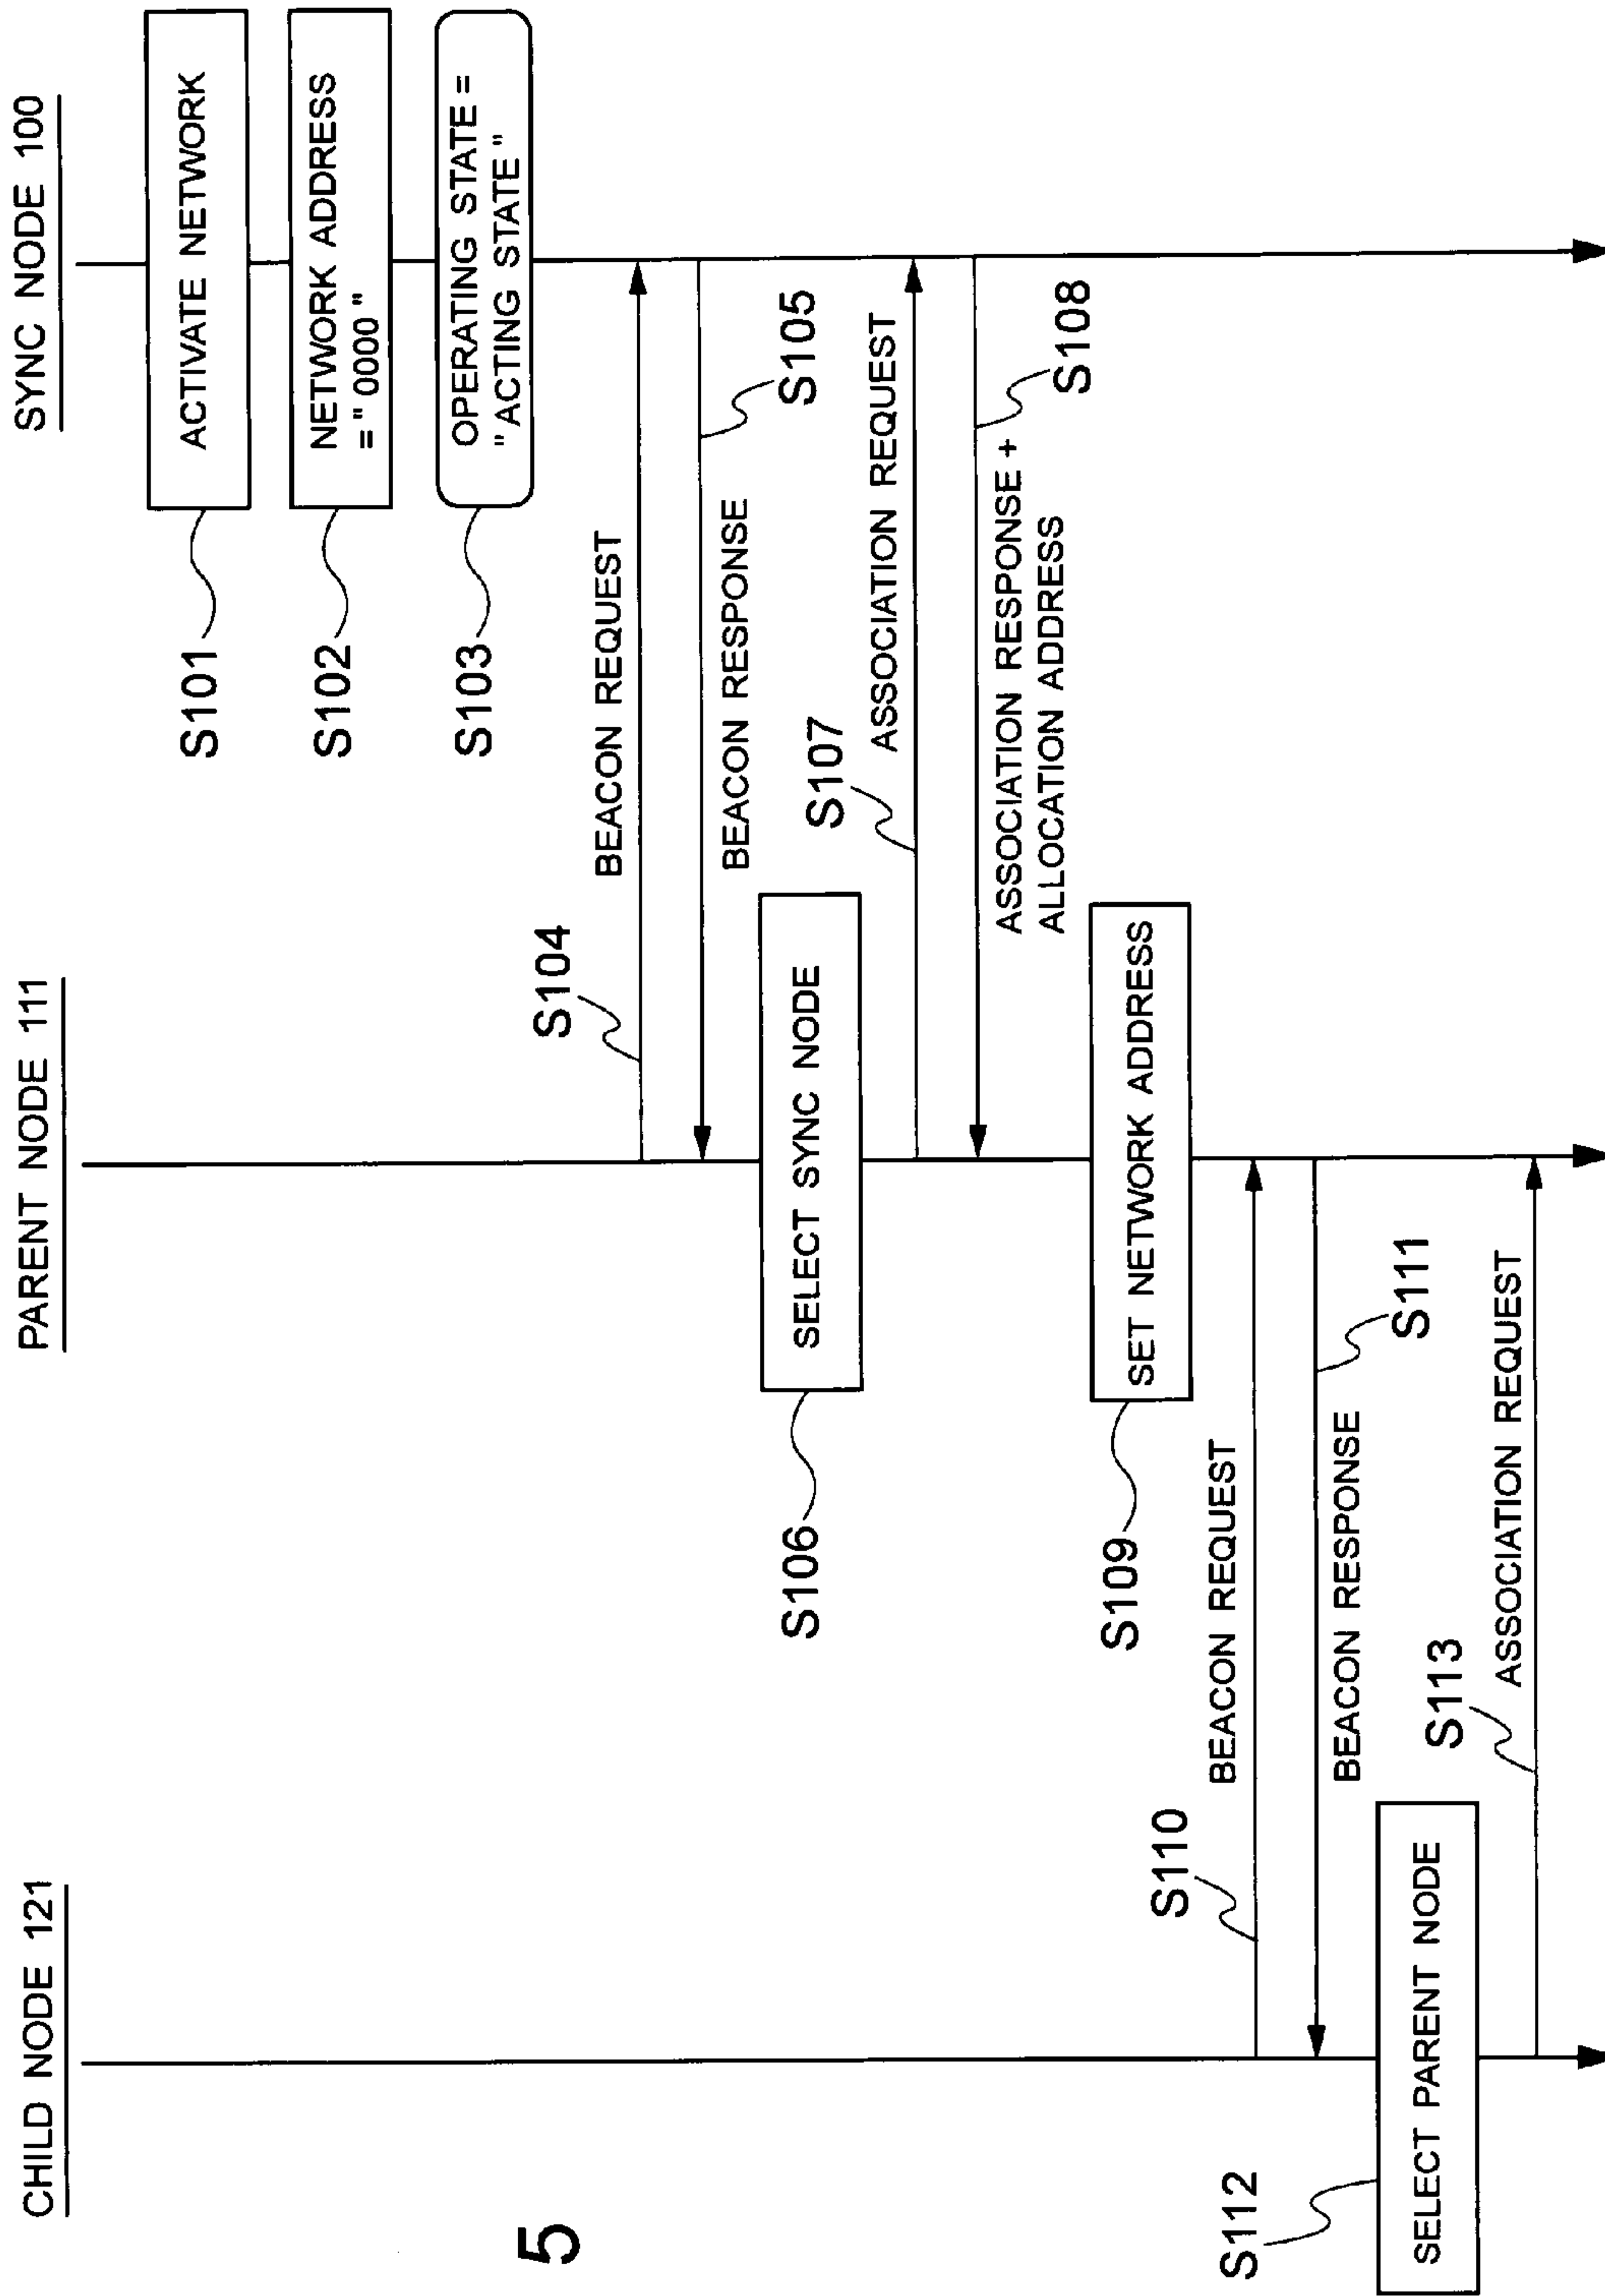 CHILD NODE 121
PARENT NODE 111
SYNC NODE 100
S101
ACTIVATE NETWORK
S102
NETWORK ADDRESS
= "0000"
S103
OPERATING STATE =
"ACTING STATE"
S104
BEACON REQUEST
BEACON RESPONSE
S105
S106
SELECT SYNC NODE
S107
ASSOCIATION REQUEST
S108
ASSOCIATION RESPONSE +
ALLOCATION ADDRESS
S109
SET NETWORK ADDRESS
S110
BEACON REQUEST
BEACON RESPONSE
S111
S112
SELECT PARENT NODE
S113
ASSOCIATION REQUEST
5